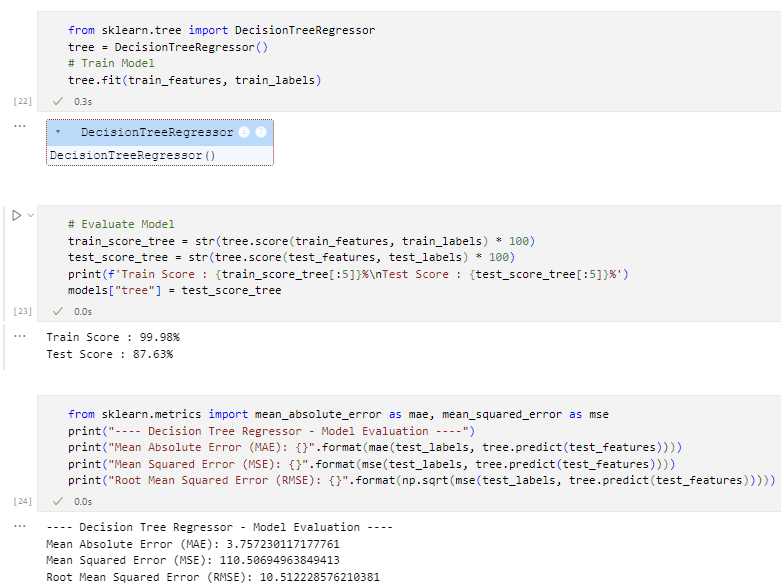 from sklearn.tree import DecisionTreeRegressor
tree = DecisionTreeRegressor()
# Train Model
tree.fit(train_features, train_labels)
[22] ✓ 0.3s
... ▾ DecisionTreeRegressor i ?
DecisionTreeRegressor()
# Evaluate Model
train_score_tree = str(tree.score(train_features, train_labels) * 100)
test_score_tree = str(tree.score(test_features, test_labels) * 100)
print(f'Train Score : {train_score_tree[:5]}%\nTest Score : {test_score_tree[:5]}%')
models["tree"] = test_score_tree
[23] ✓ 0.0s
... Train Score : 99.98%
Test Score : 87.63%
from sklearn.metrics import mean_absolute_error as mae, mean_squared_error as mse
print("---- Decision Tree Regressor - Model Evaluation ----")
print("Mean Absolute Error (MAE): {}".format(mae(test_labels, tree.predict(test_features))))
print("Mean Squared Error (MSE): {}".format(mse(test_labels, tree.predict(test_features))))
print("Root Mean Squared Error (RMSE): {}".format(np.sqrt(mse(test_labels, tree.predict(test_features)))))
[24] ✓ 0.0s
... ---- Decision Tree Regressor - Model Evaluation ----
Mean Absolute Error (MAE): 3.757230117177761
Mean Squared Error (MSE): 110.50694963849413
Root Mean Squared Error (RMSE): 10.512228576210381